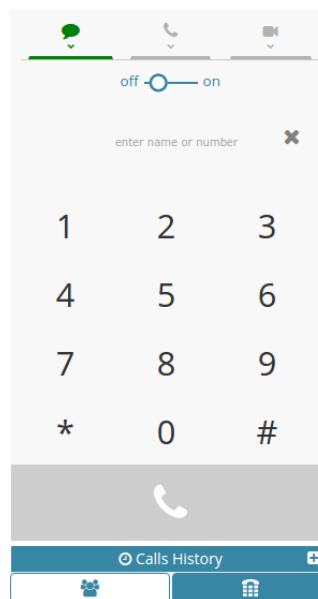 off on
enter name or number
1 2 3
4 5 6
7 8 9
* 0 #
Calls History